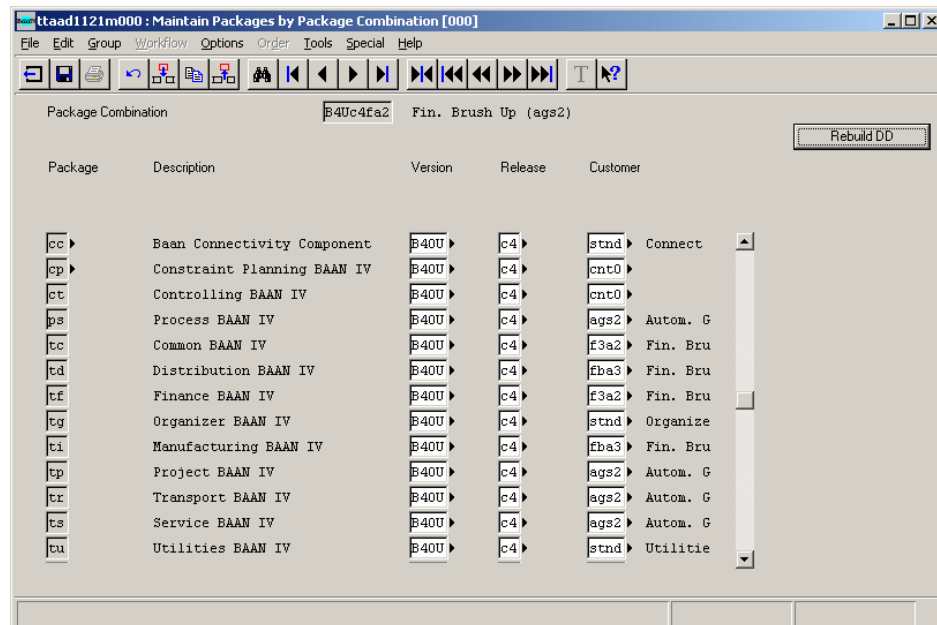 ttaad1121m000 : Maintain Packages by Package Combination [000]
File Edit Group Workflow Options Order Tools Special Help
T ?
Package Combination B4Uc4fa2 Fin. Brush Up (ags2)
Rebuild DD
Package Description Version Release Customer
cc Baan Connectivity Component B40U c4 stnd Connect
cp Constraint Planning BAAN IV B40U c4 cnt0
ct Controlling BAAN IV B40U c4 cnt0
ps Process BAAN IV B40U c4 ags2 Autom. G
tc Common BAAN IV B40U c4 f3a2 Fin. Bru
td Distribution BAAN IV B40U c4 fba3 Fin. Bru
tf Finance BAAN IV B40U c4 f3a2 Fin. Bru
tg Organizer BAAN IV B40U c4 stnd Organize
ti Manufacturing BAAN IV B40U c4 fba3 Fin. Bru
tp Project BAAN IV B40U c4 ags2 Autom. G
tr Transport BAAN IV B40U c4 ags2 Autom. G
ts Service BAAN IV B40U c4 ags2 Autom. G
tu Utilities BAAN IV B40U c4 stnd Utilitie